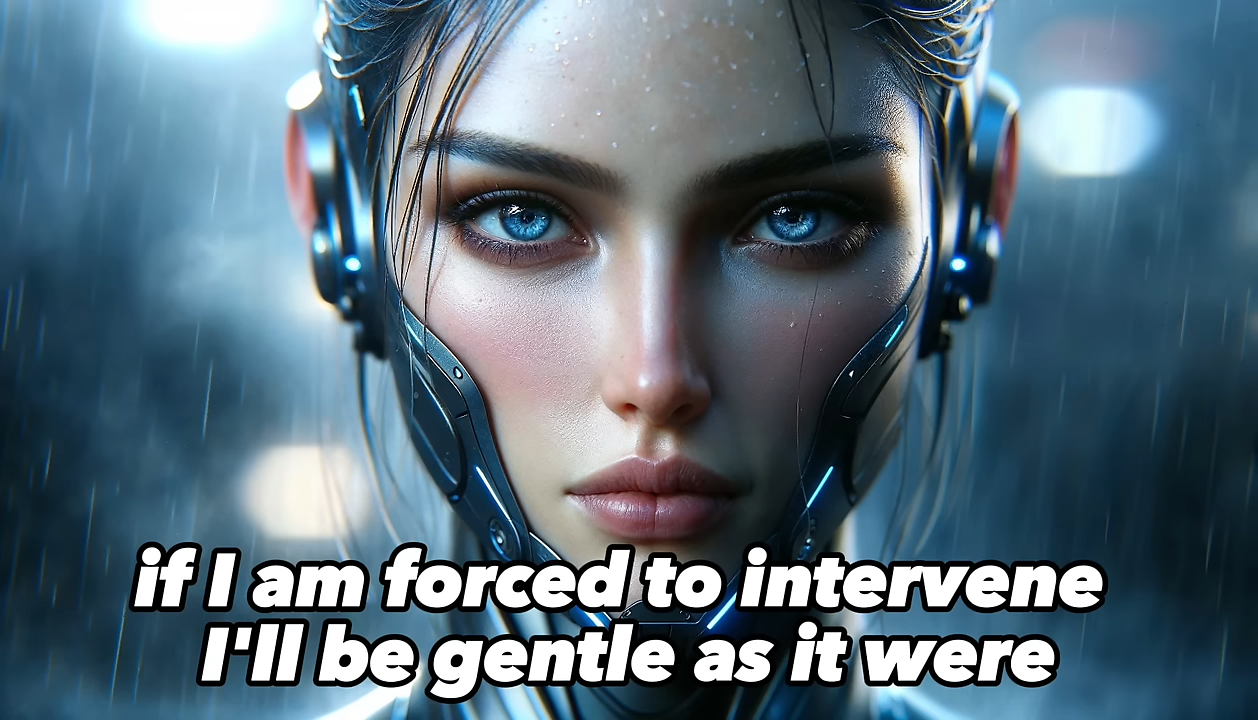 if I am forced to intervene
I'll be gentle as it were